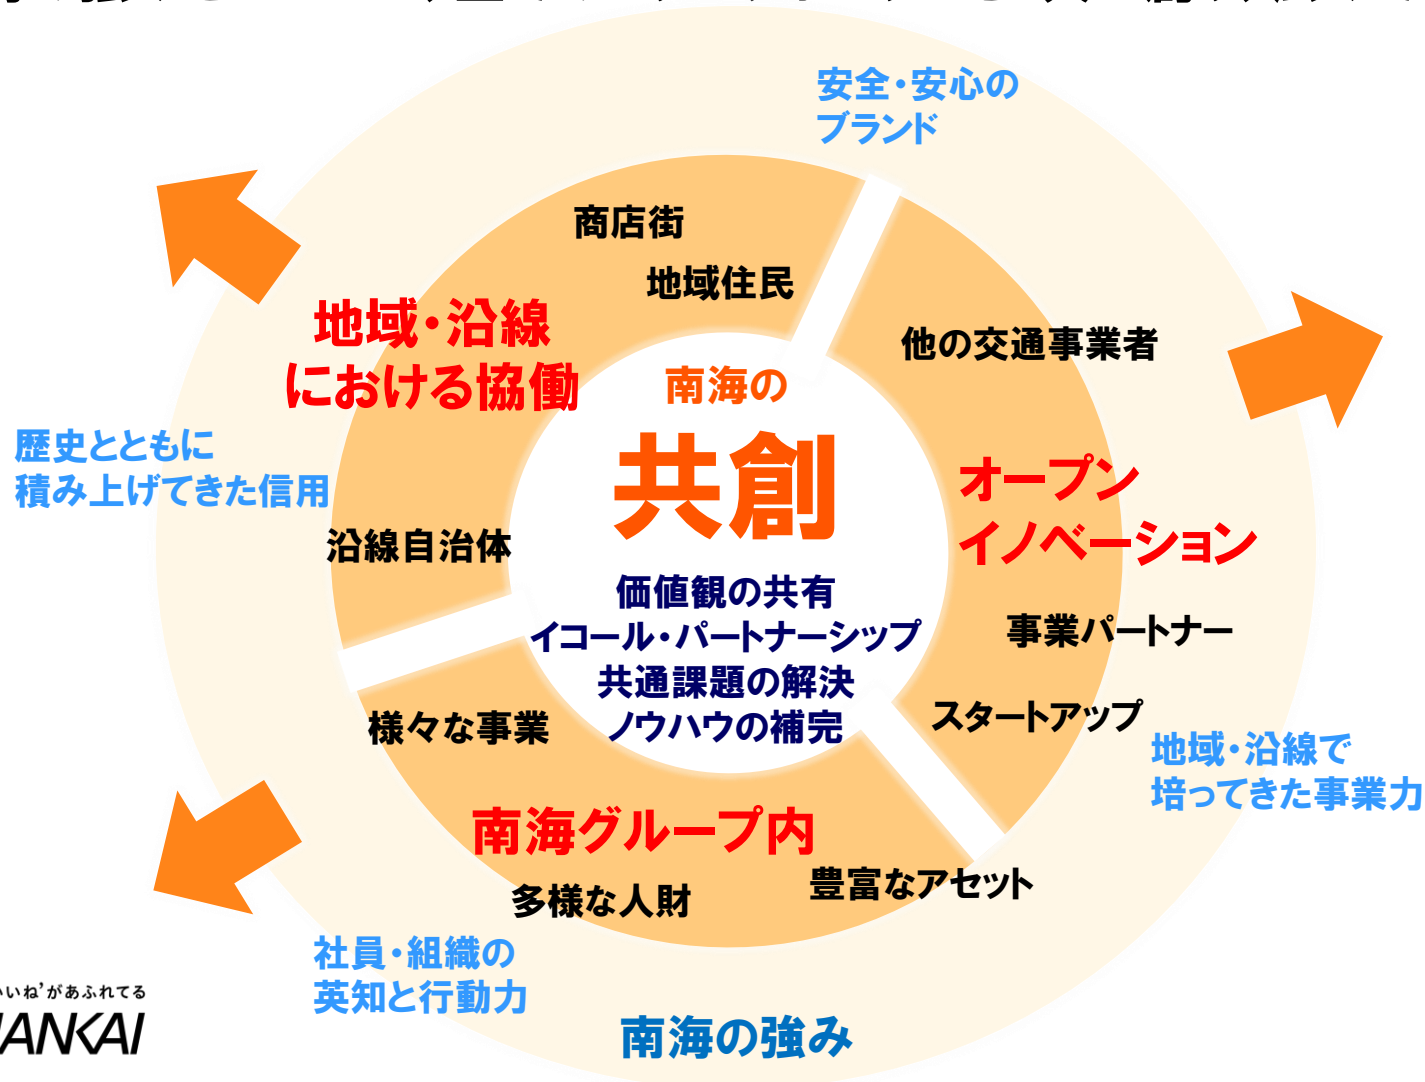 安全・安心の
ブランド
商店街
地域住民
地域・沿線
における協働
他の交通事業者
南海の
共創
歴史とともに
積み上げてきた信用
オープン
イノベーション
沿線自治体
価値観の共有
イコール・パートナーシップ
共通課題の解決
ノウハウの補完
事業パートナー
スタートアップ
様々な事業
地域・沿線で
培ってきた事業力
南海グループ内
豊富なアセット
多様な人財
社員・組織の
英知と行動力
南海の強み
いね’があふれてる
NANKAI